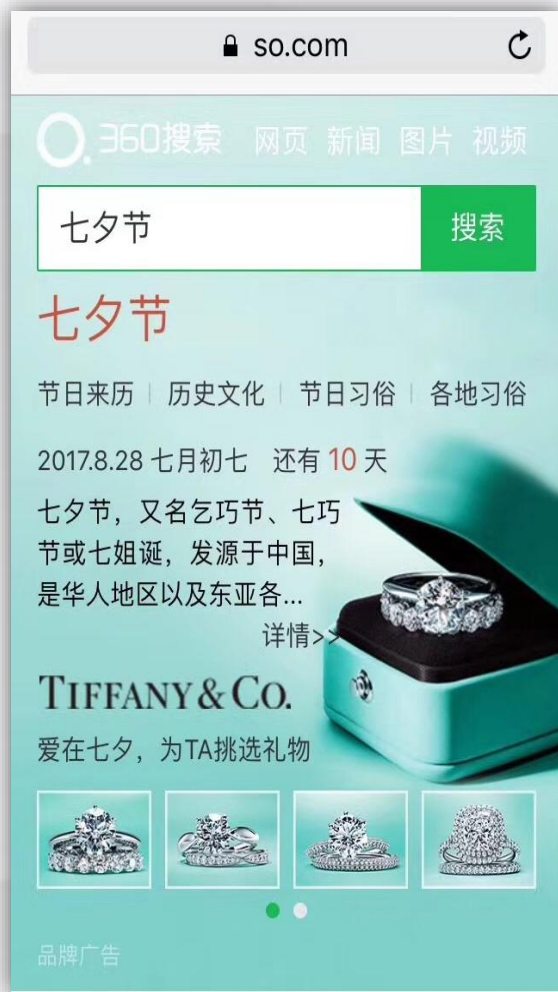 so.com
360搜索 网页 新闻 图片 视频
七夕节 搜索
七夕节
节日来历 | 历史文化 | 节日习俗 | 各地习俗
2017.8.28 七月初七 还有 10 天
七夕节，又名乞巧节、七巧
节或七姐诞，发源于中国，
是华人地区以及东亚各...
详情>>
TIFFANY & CO.
爱在七夕，为TA挑选礼物
品牌广告